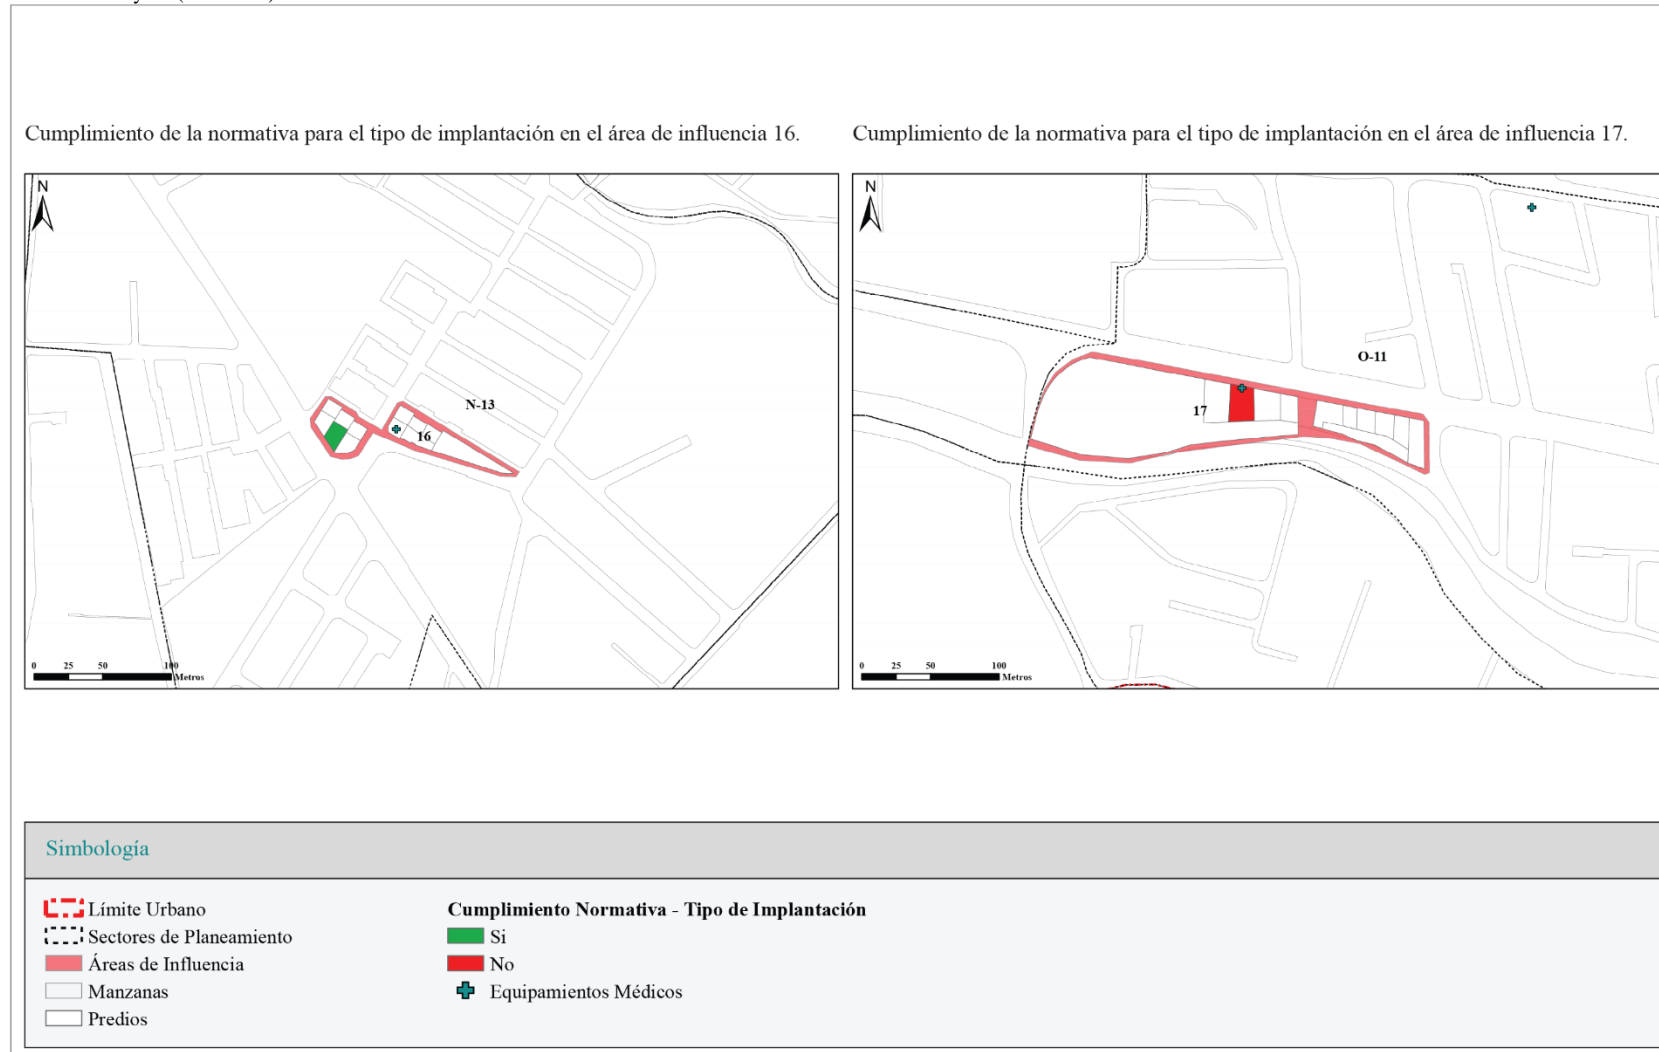 Cumplimiento de la normativa para el tipo de implantación en el área de influencia 16.
Cumplimiento de la normativa para el tipo de implantación en el área de influencia 17.
N
N-13
16
0 25 50 100
Metros
N
O-11
17
0 25 50 100
Metros
Simbología
Límite Urbano
Sectores de Planeamiento
Áreas de Influencia
Manzanas
Predios
Cumplimiento Normativa - Tipo de Implantación
Si
No
Equipamientos Médicos